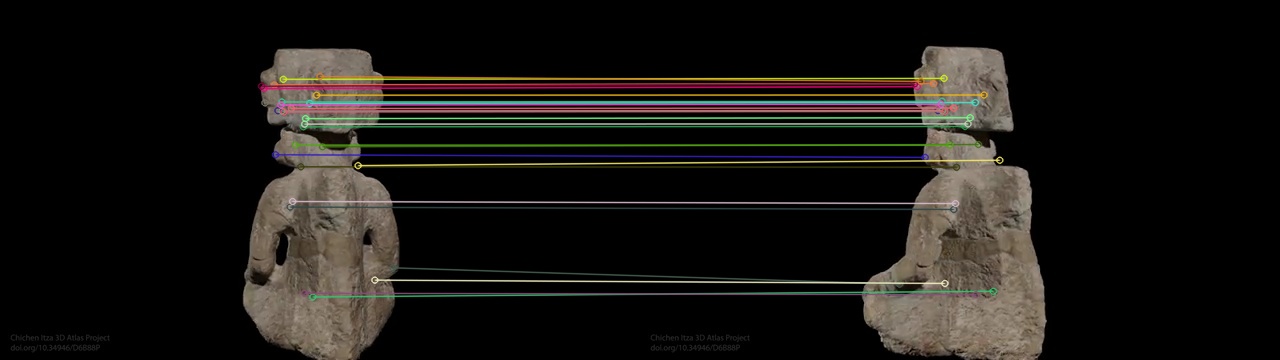 Chichen Itza 3D Atlas Project
doi.org/10.34946/D6B88P
Chichen Itza 3D Atlas Project
doi.org/10.34946/D6B88P